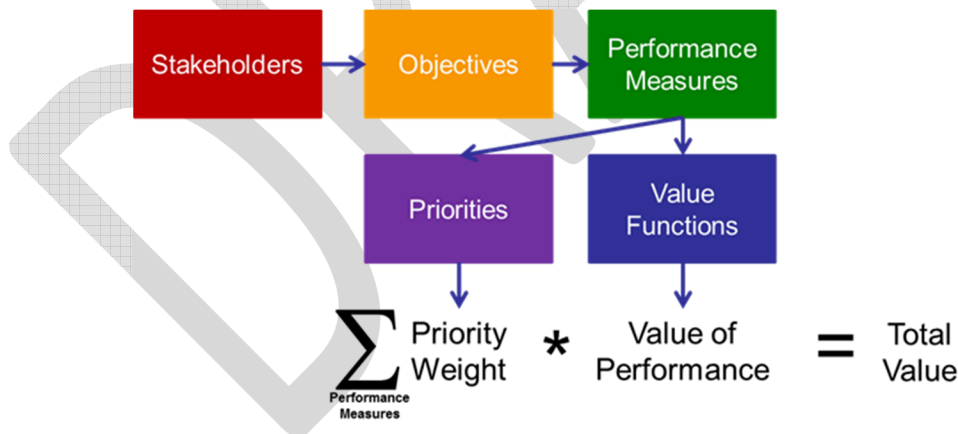 Stakeholders
Objectives
Performance
Measures
Priorities
Value
Functions
∑
Performance
Measures
Priority
Weight
*
Value of
Performance
=
Total
Value